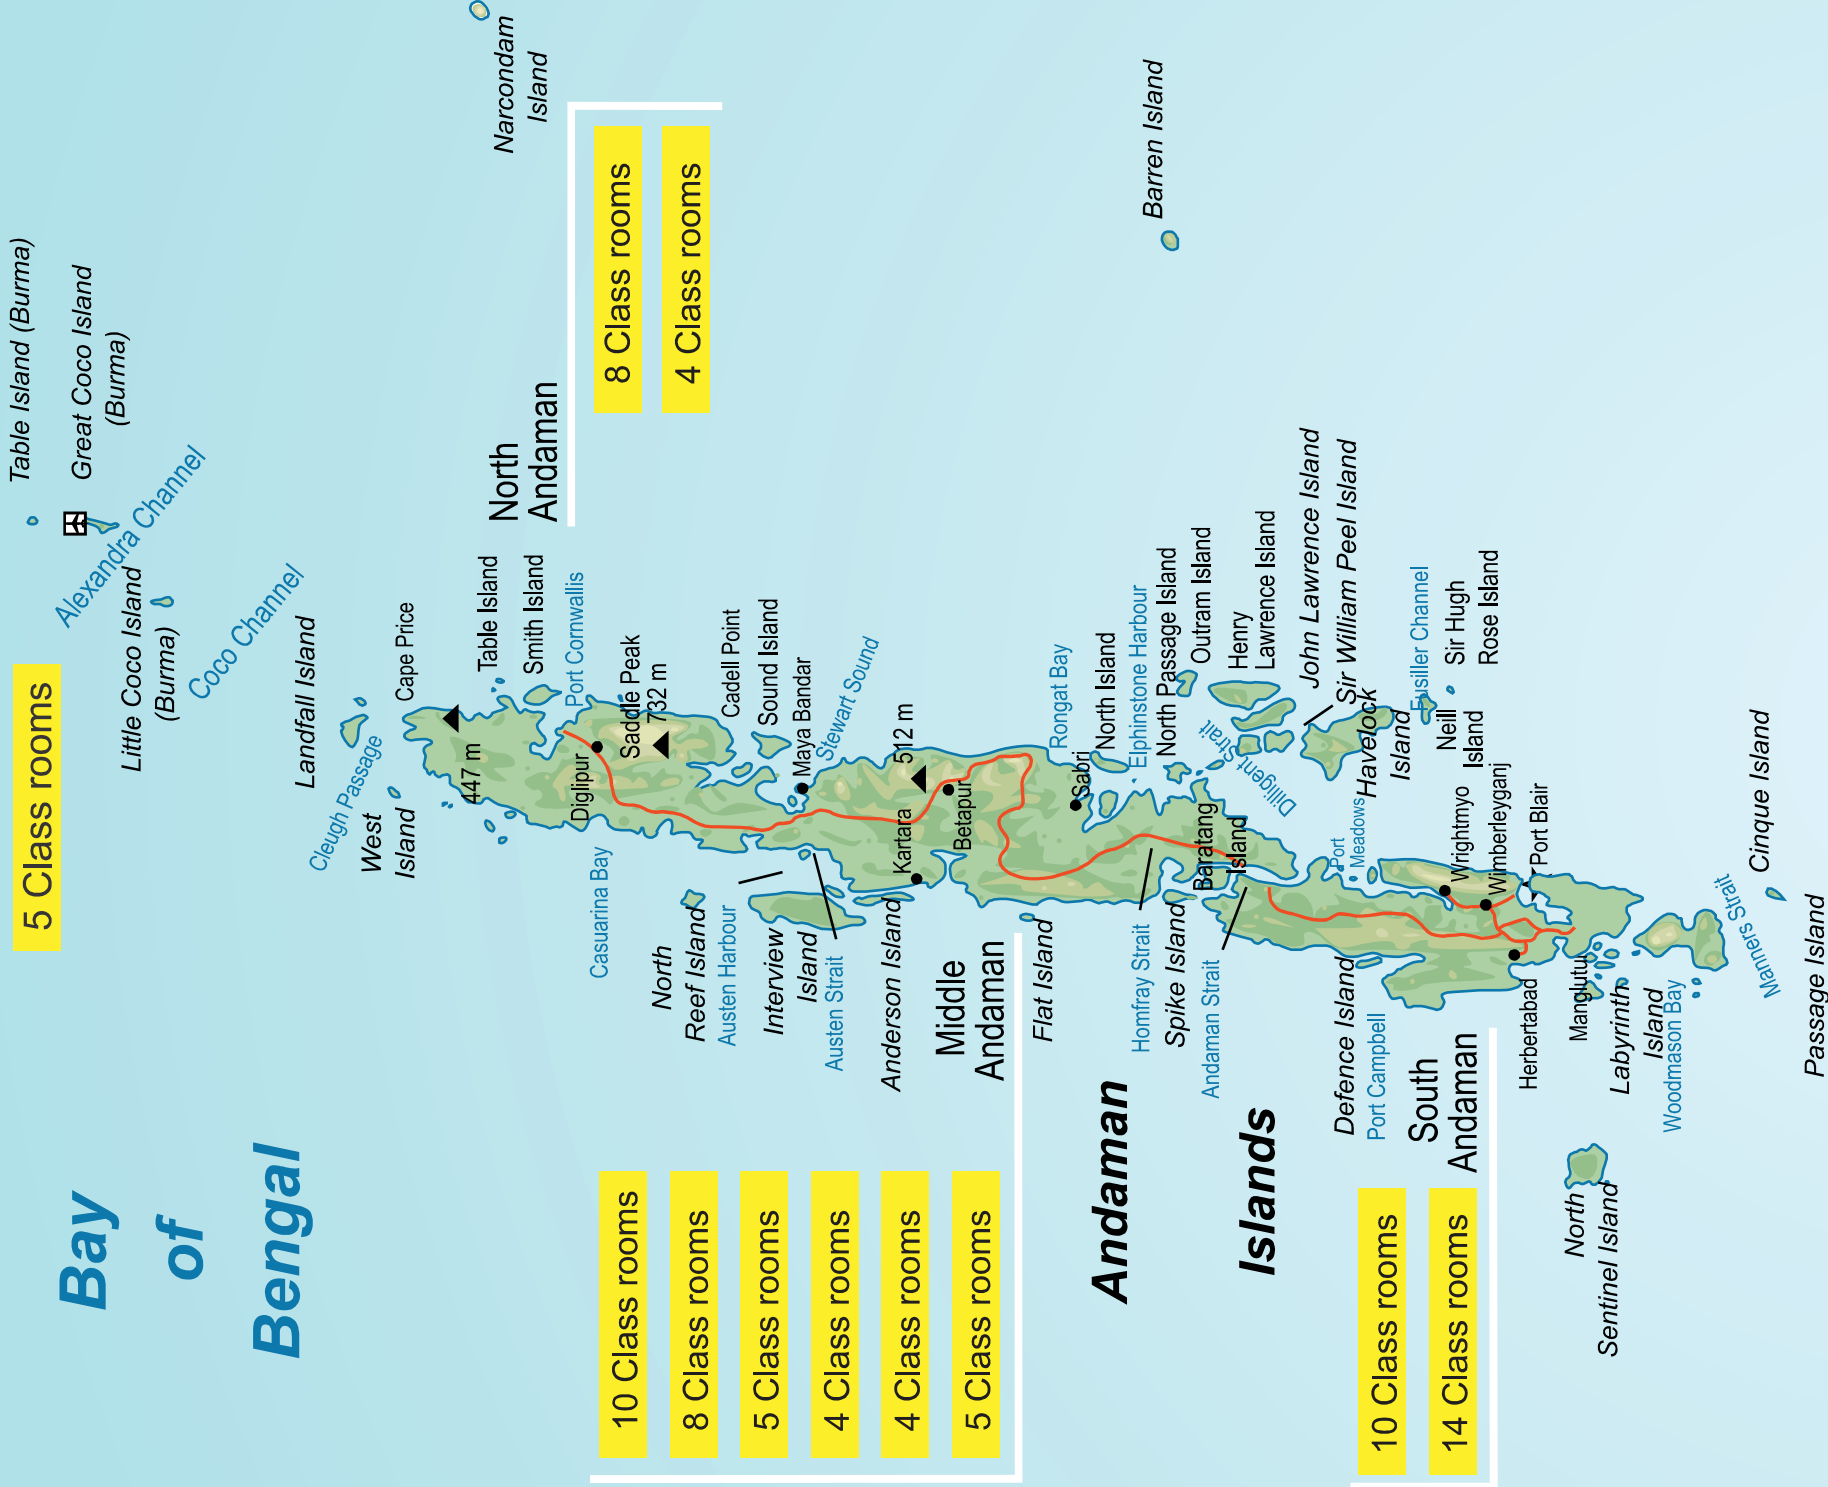 Bay
of
Bengal
5 Class rooms
Table Island (Burma)
Great Coco Island
(Burma)
Alexandra Channel
Little Coco Island
(Burma)
Coco Channel
Landfall Island
Cleugh Passage
West
Island
Cape Price
447 m
Table Island
Smith Island
Port Cornwallis
Narcondam
Island
North
Andaman
8 Class rooms
4 Class rooms
Diglipur
Saddle Peak
732 m
Casuarina Bay
Cadell Point
Sound Island
Maya Bandar
Stewart Sound
North
Reef Island
Austen Harbour
Interview
Island
Austen Strait
Anderson Island
Kartara
512 m
Betapur
Middle
Andaman
10 Class rooms
8 Class rooms
5 Class rooms
4 Class rooms
4 Class rooms
5 Class rooms
Flat Island
Rongat Bay
Sabri
North Island
Elphinstone Harbour
North Passage Island
Outram Island
Henry
Lawrence Island
John Lawrence Island
Sir William Peel Island
Barren Island
Andaman
Islands
Homfray Strait
Spike Island
Andaman Strait
Baratang
Island
Dilligent Strait
Havelock
Island
Fusiller Channel
Neill
Island
Sir Hugh
Rose Island
Port
Meadows
Defence Island
Port Campbell
South
Andaman
10 Class rooms
14 Class rooms
Wrightmyo
Wimberleyganj
Port Blair
Herbertabad
Manglutur
Labyrinth
Island
Woodmason Bay
North
Sentinel Island
Manners Strait
Cinque Island
Passage Island